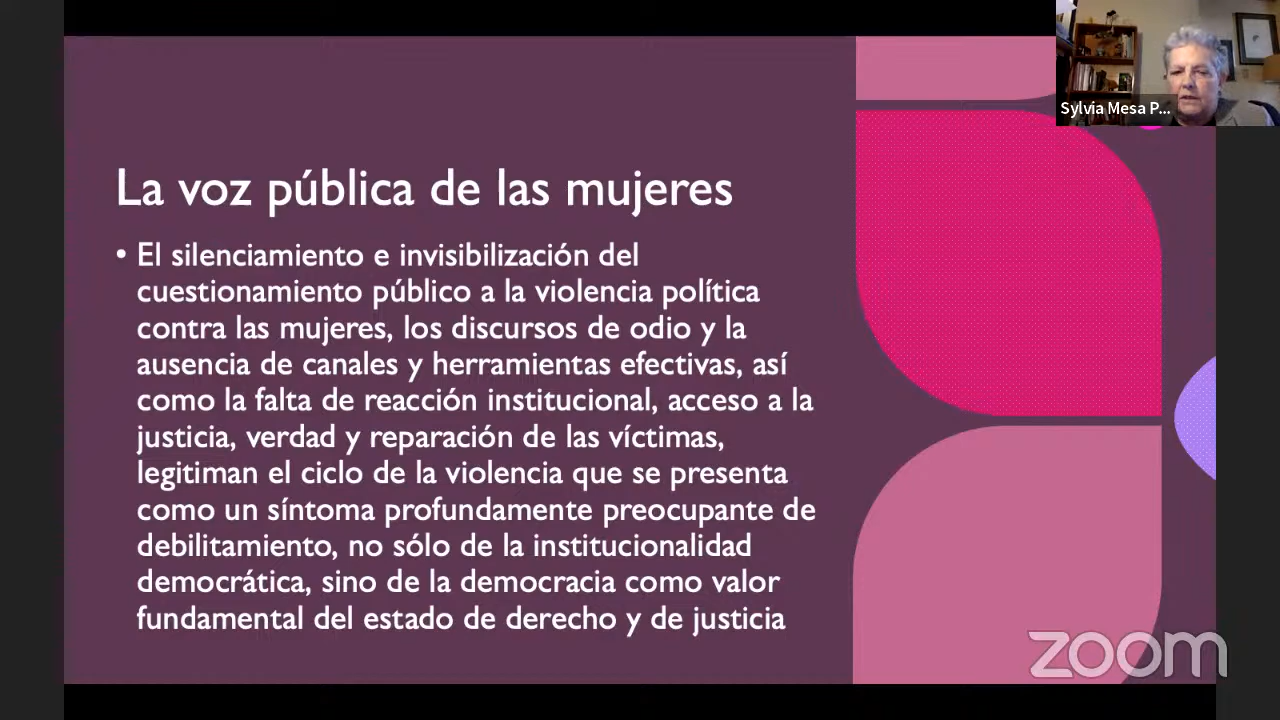 La voz pública de las mujeres
• El silenciamiento e invisibilización del
cuestionamiento público a la violencia política
contra las mujeres, los discursos de odio y la
ausencia de canales y herramientas efectivas, así
como la falta de reacción institucional, acceso a la
justicia, verdad y reparación de las víctimas,
legitiman el ciclo de la violencia que se presenta
como un síntoma profundamente preocupante de
debilitamiento, no sólo de la institucionalidad
democrática, sino de la democracia como valor
fundamental del estado de derecho y de justicia
Sylvia Mesa P...
zoom